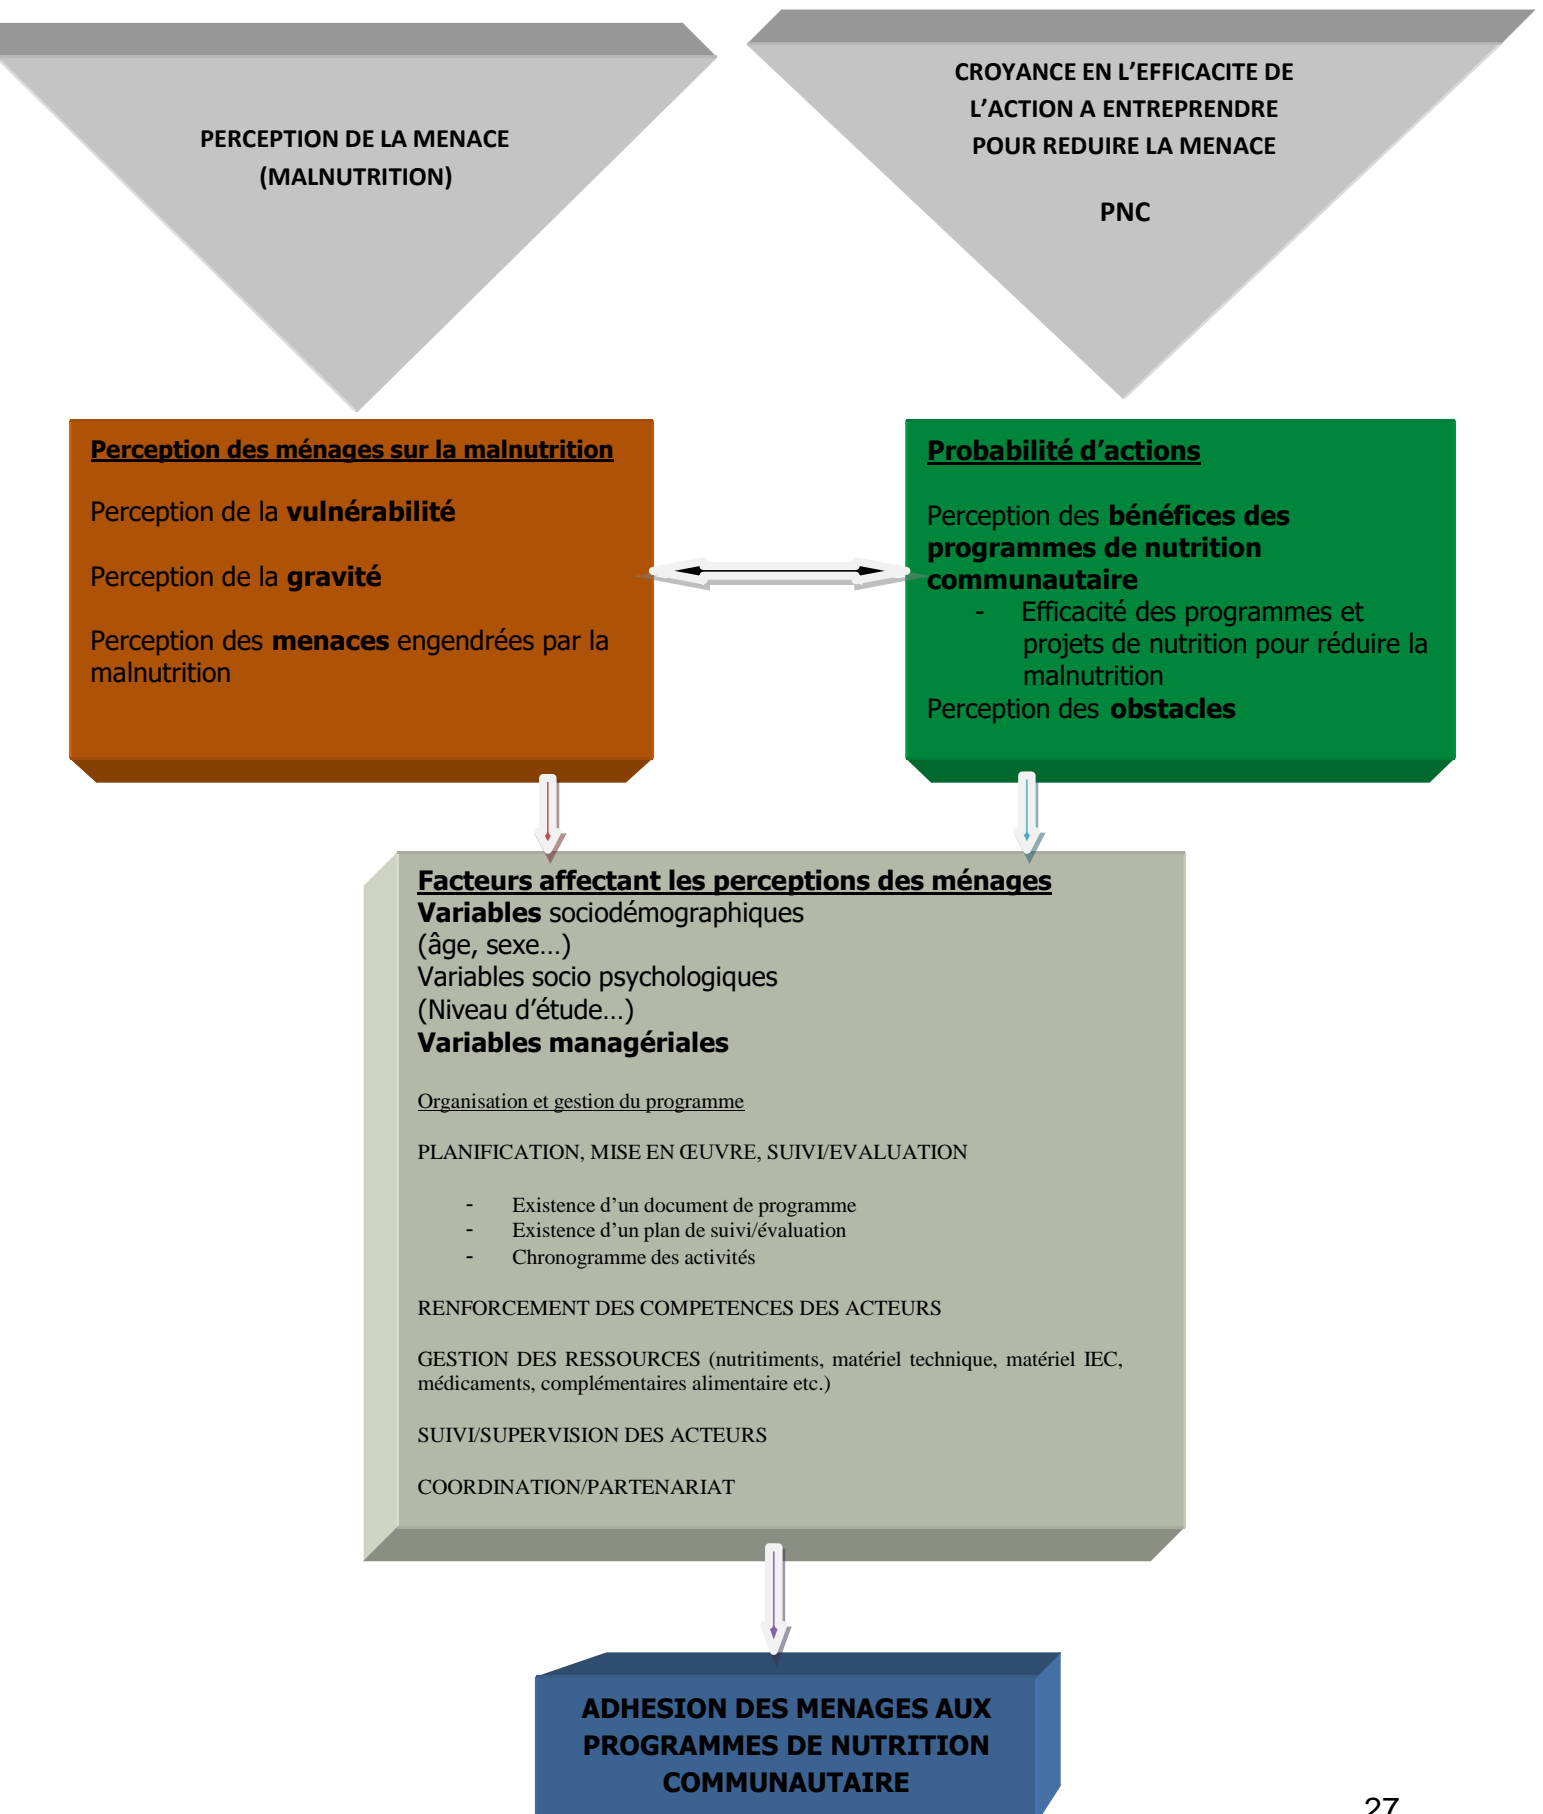 PERCEPTION DE LA MENACE
(MALNUTRITION)
CROYANCE EN L’EFFICACITE DE
L’ACTION A ENTREPRENDRE
POUR REDUIRE LA MENACE
PNC
Perception des ménages sur la malnutrition
Perception de la vulnérabilité
Perception de la gravité
Perception des menaces engendrées par la
malnutrition
Probabilité d’actions
Perception des bénéfices des
programmes de nutrition
communautaire
- Efficacité des programmes et
projets de nutrition pour réduire la
malnutrition
Perception des obstacles
Facteurs affectant les perceptions des ménages
Variables sociodémographiques
(âge, sexe…)
Variables socio psychologiques
(Niveau d’étude…)
Variables managériales
Organisation et gestion du programme
PLANIFICATION, MISE EN ŒUVRE, SUIVI/EVALUATION
- Existence d’un document de programme
- Existence d’un plan de suivi/évaluation
- Chronogramme des activités
RENFORCEMENT DES COMPETENCES DES ACTEURS
GESTION DES RESSOURCES (nutritiments, matériel technique, matériel IEC,
médicaments, complémentaires alimentaire etc.)
SUIVI/SUPERVISION DES ACTEURS
COORDINATION/PARTENARIAT
ADHESION DES MENAGES AUX
PROGRAMMES DE NUTRITION
COMMUNAUTAIRE
27